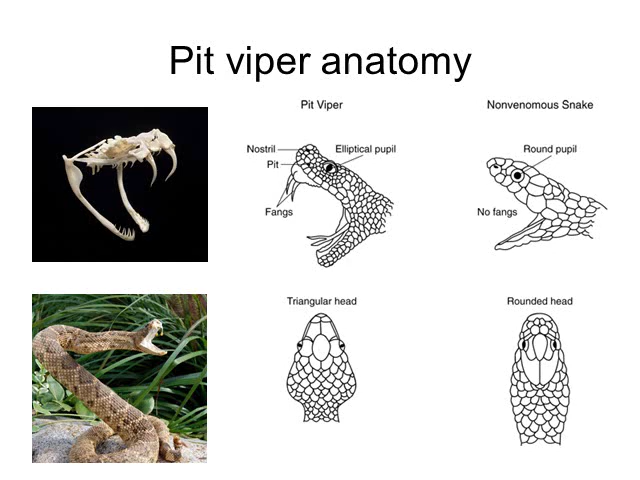 Pit viper anatomy
Pit Viper
Nonvenomous Snake
Nostril
Elliptical pupil
Pit
Fangs
Round pupil
No fangs
Triangular head
Rounded head